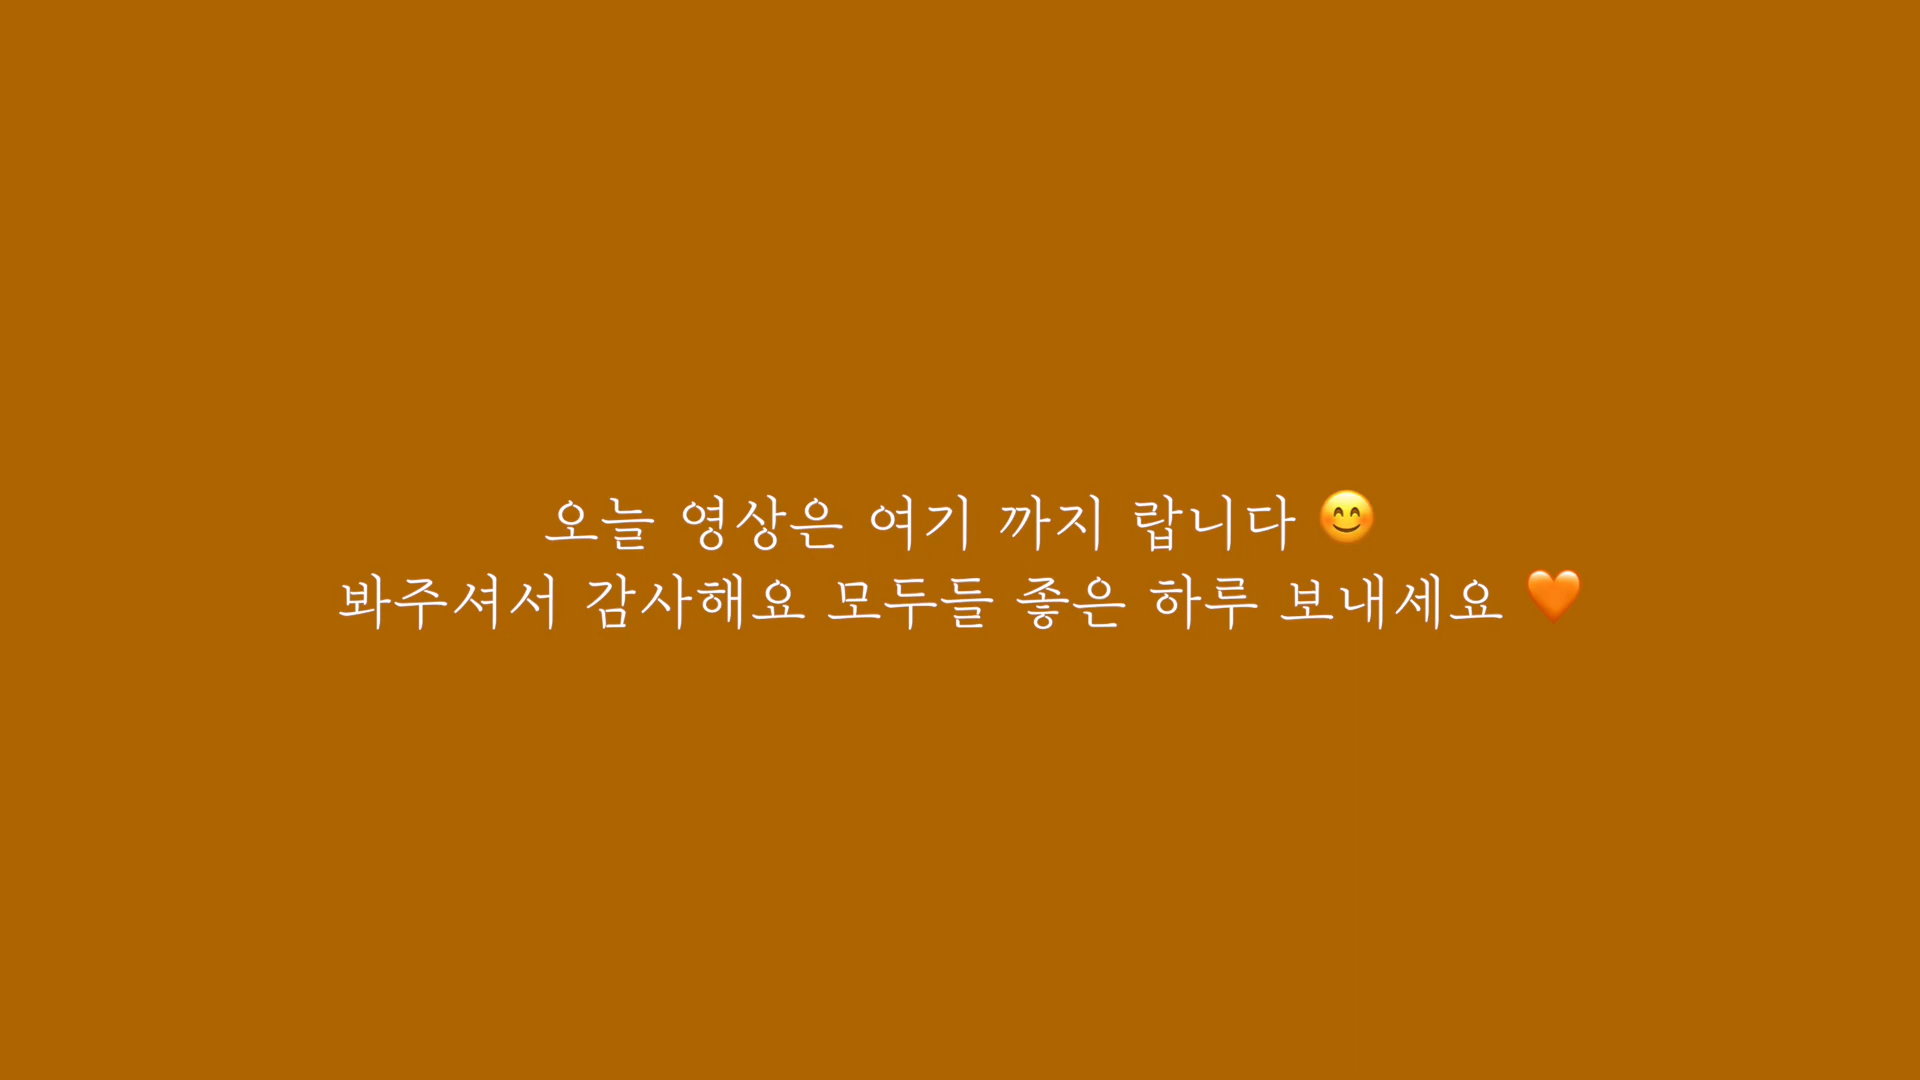 오늘 영상은 여기 까지 랍니다 😊
봐주셔서 감사해요 모두들 좋은 하루 보내세요 🧡